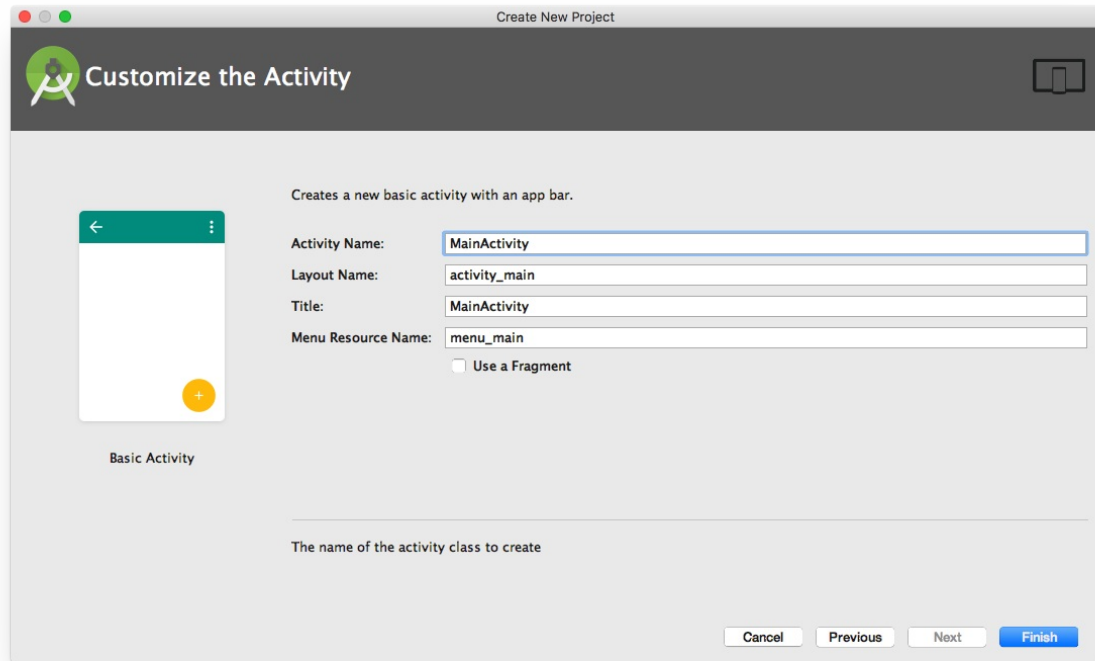 Create New Project
Customize the Activity
Creates a new basic activity with an app bar.
Activity Name: MainActivity
Layout Name: activity_main
Title: MainActivity
Menu Resource Name: menu_main
Use a Fragment
Basic Activity
The name of the activity class to create
Cancel Previous Next Finish